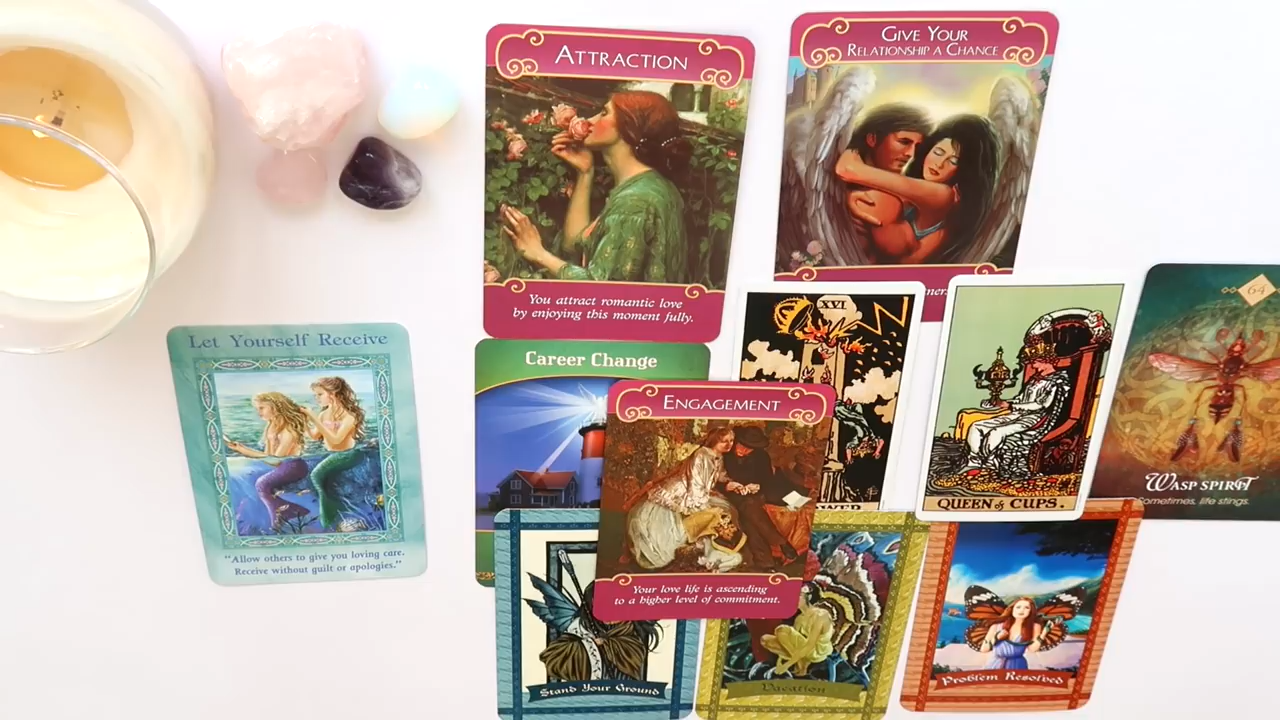 ATTRACTION
You attract romantic love
by enjoying this moment fully.
GIVE YOUR
RELATIONSHIP A CHANCE
Let Yourself Receive
"Allow others to give you loving care.
Receive without guilt or apologies."
Career Change
ENGAGEMENT
Your love life is ascending
to a higher level of commitment.
XVI
QUEEN of CUPS.
64
WASP SPIRIT
Sometimes, life stings.
Stand Your Ground
Vacation
Problem Resolved